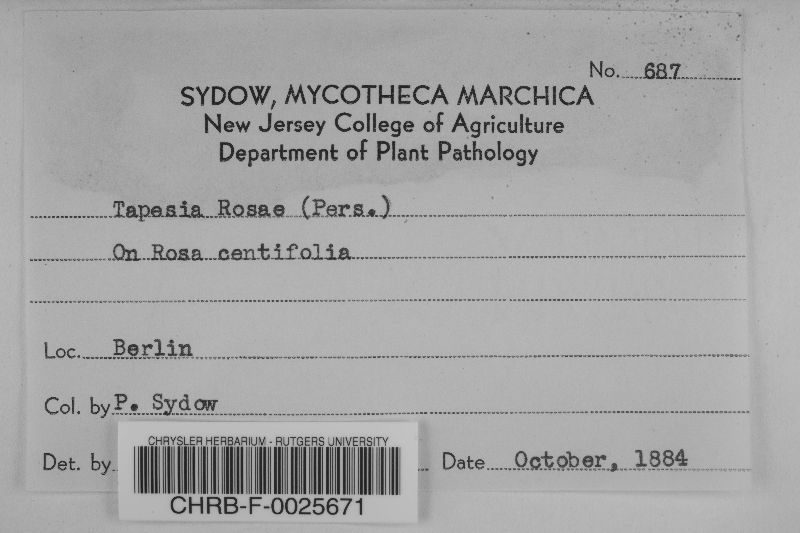 No. 687
SYDOW, MYCOTHECA MARCHICA
New Jersey College of Agriculture
Department of Plant Pathology
Tapesia Rosae (Pers.)
On Rosa centifolia
Loc. Berlin
Col. by P. Sydow
Det. by
Date October, 1884
CHRYSLER HERBARIUM - RUTGERS UNIVERSITY
CHRB-F-0025671